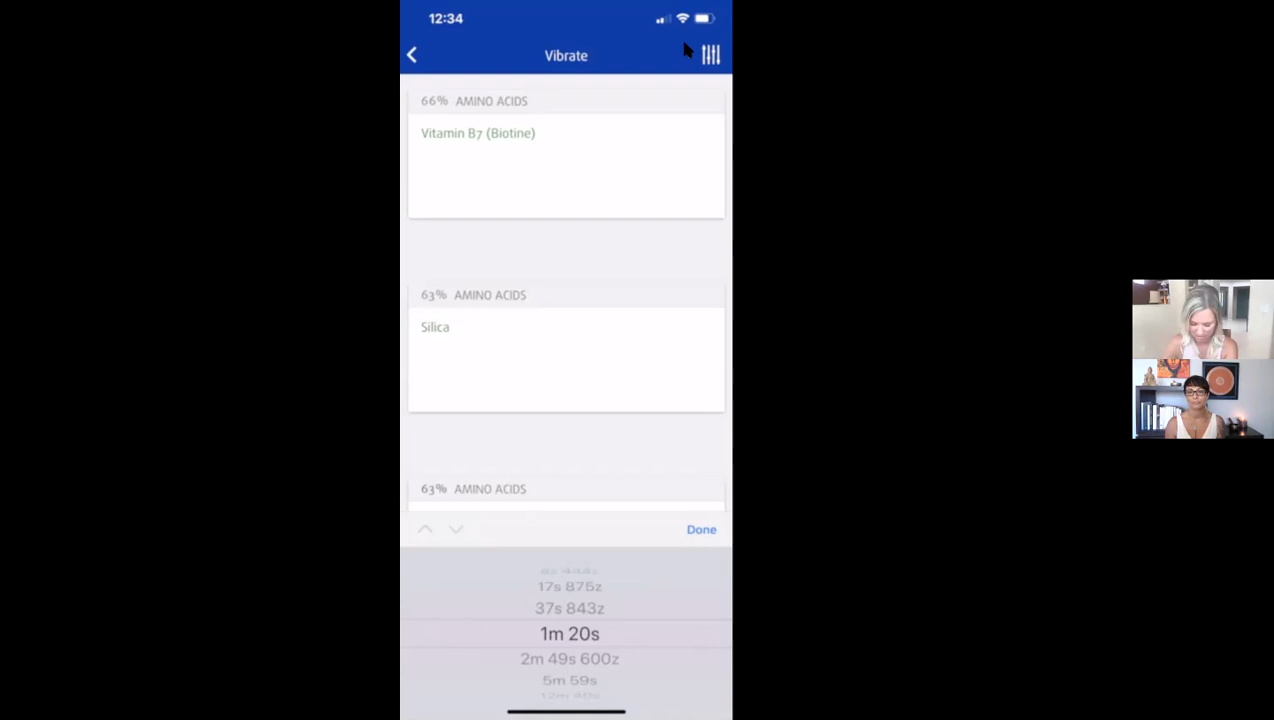 12:34
Vibrate
66% AMINO ACIDS
Vitamin B7 (Biotine)
63% AMINO ACIDS
Silica
63% AMINO ACIDS
Done
17s 875z
37s 843z
1m 20s
2m 49s 600z
5m 59s